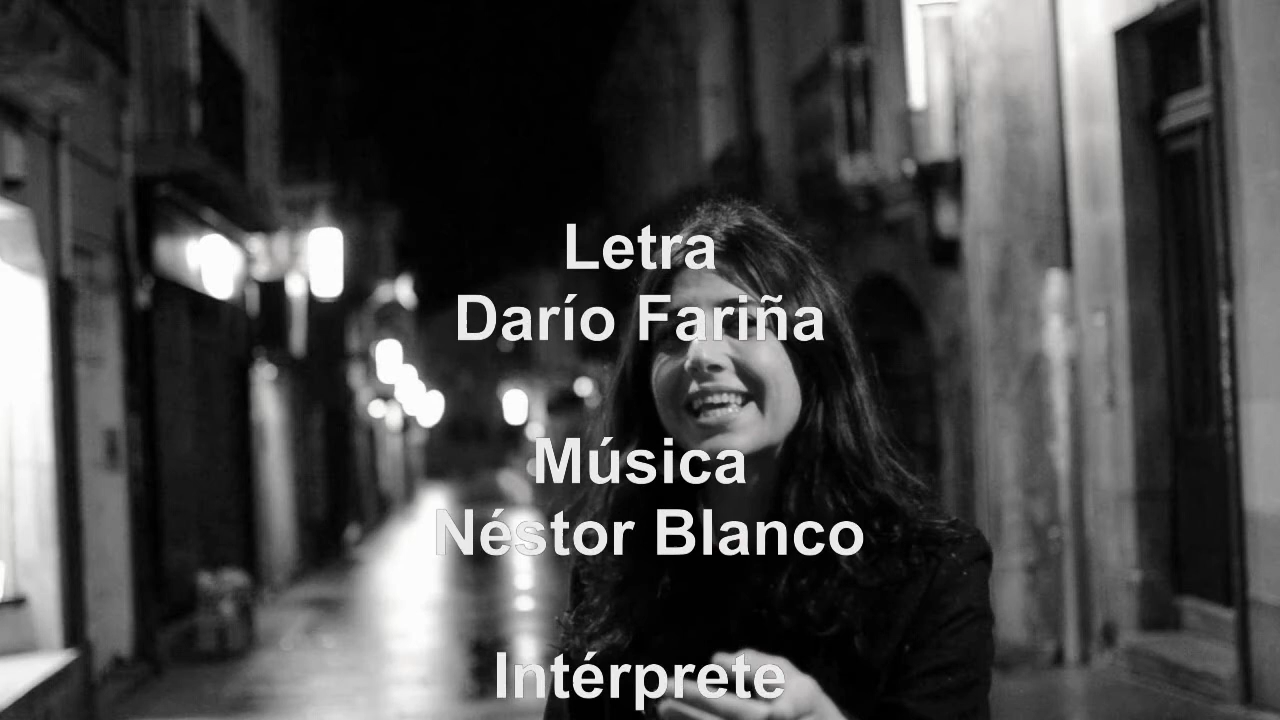 Letra
Darío Fariña
Música
Néstor Blanco
Intérprete